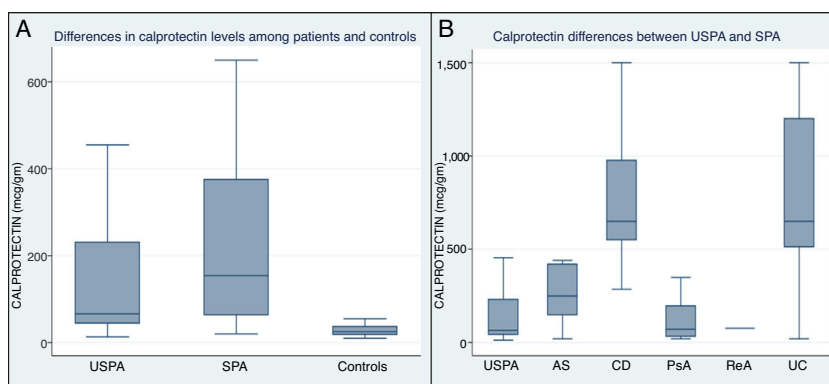 A
Differences in calprotectin levels among patients and controls
CALPROTECTIN (mcg/gm)
600
400
200
0
USPA SPA Controls
B
Calprotectin differences between USPA and SPA
CALPROTECTIN (mcg/gm)
1,500
1,000
500
0
USPA AS CD PsA ReA UC